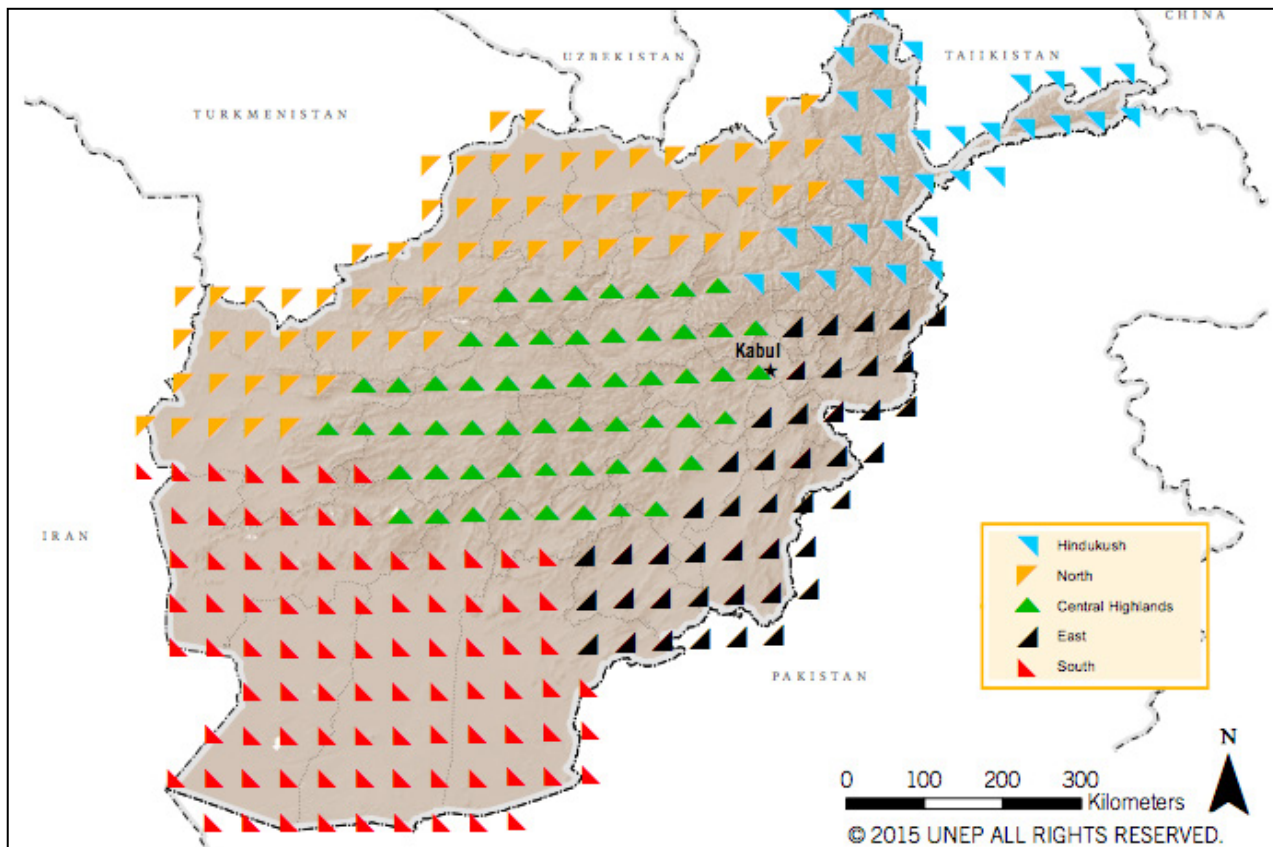 CHINA
UZBEKISTAN
TAJIKISTAN
TURKMENISTAN
Kabul
IRAN
PAKISTAN
Hindukush
North
Central Highlands
East
South
N
0 100 200 300
Kilometers
© 2015 UNEP ALL RIGHTS RESERVED.